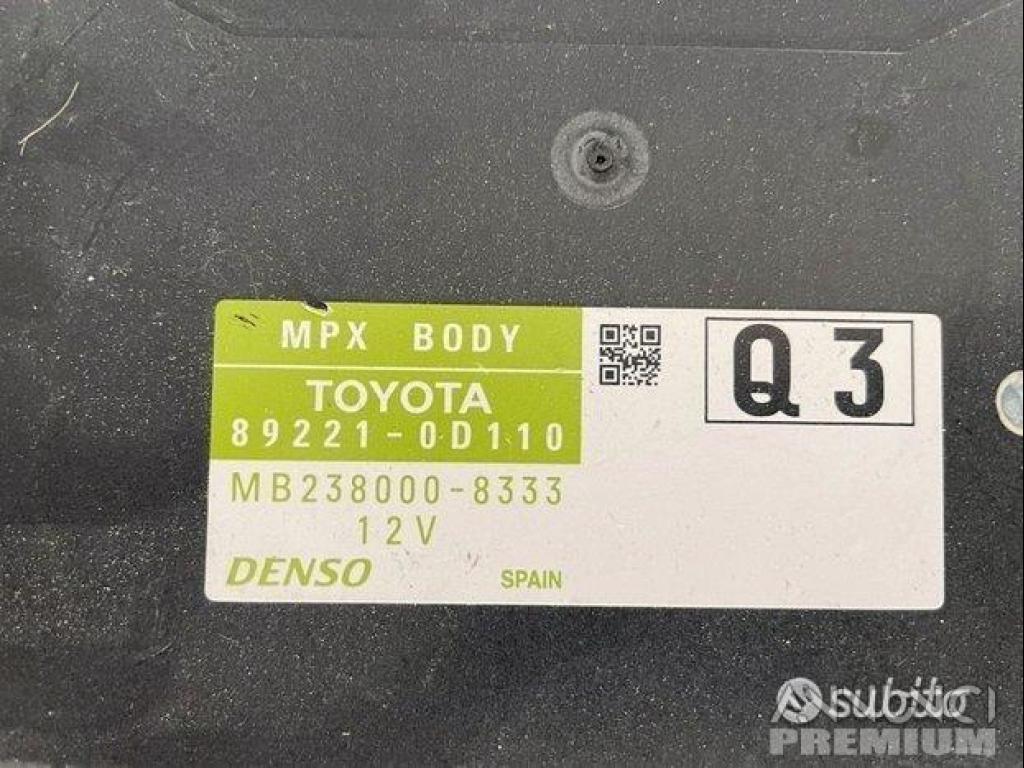 MPX BODY
Q3
TOYOTA
89221-0D110
MB238000-8333
12V
DENSO
SPAIN
subito
PREMIUM